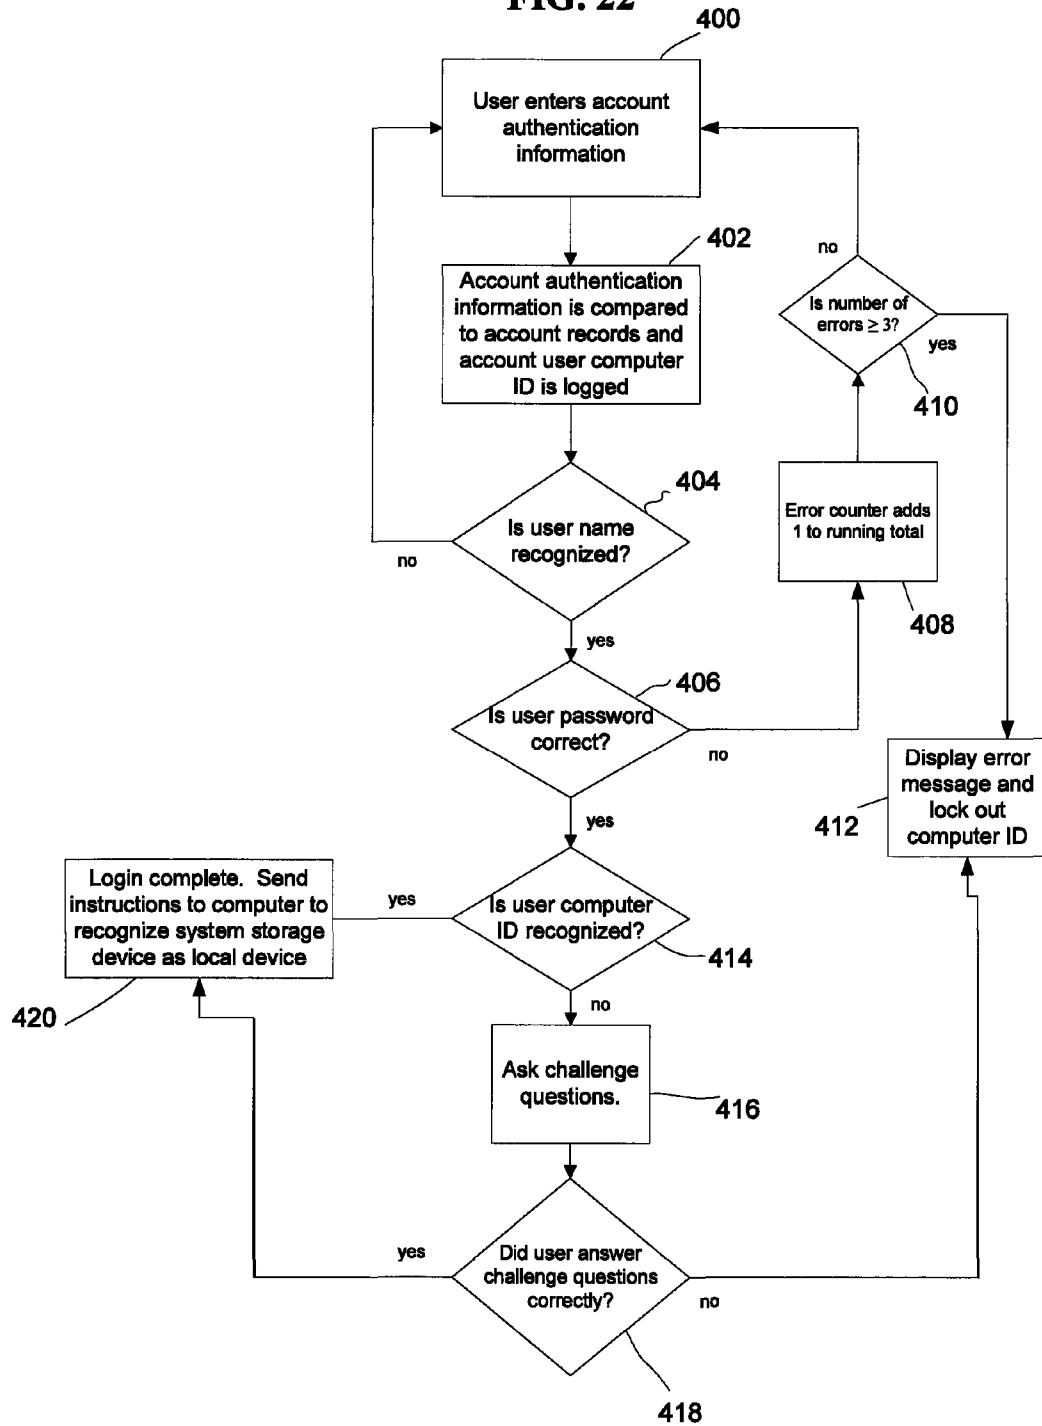 FIG. 22
400
User enters account
authentication
information
402
Account authentication
information is compared
to account records and
account user computer
ID is logged
no
Is number of
errors ≥ 3?
yes
410
404
Is user name
recognized?
no
Error counter adds
1 to running total
408
yes
406
Is user password
correct?
no
yes
Display error
message and
lock out
computer ID
412
Login complete. Send
instructions to computer to
recognize system storage
device as local device
yes
Is user computer
ID recognized?
414
420
no
Ask challenge
questions.
416
yes
Did user answer
challenge questions
correctly?
no
418